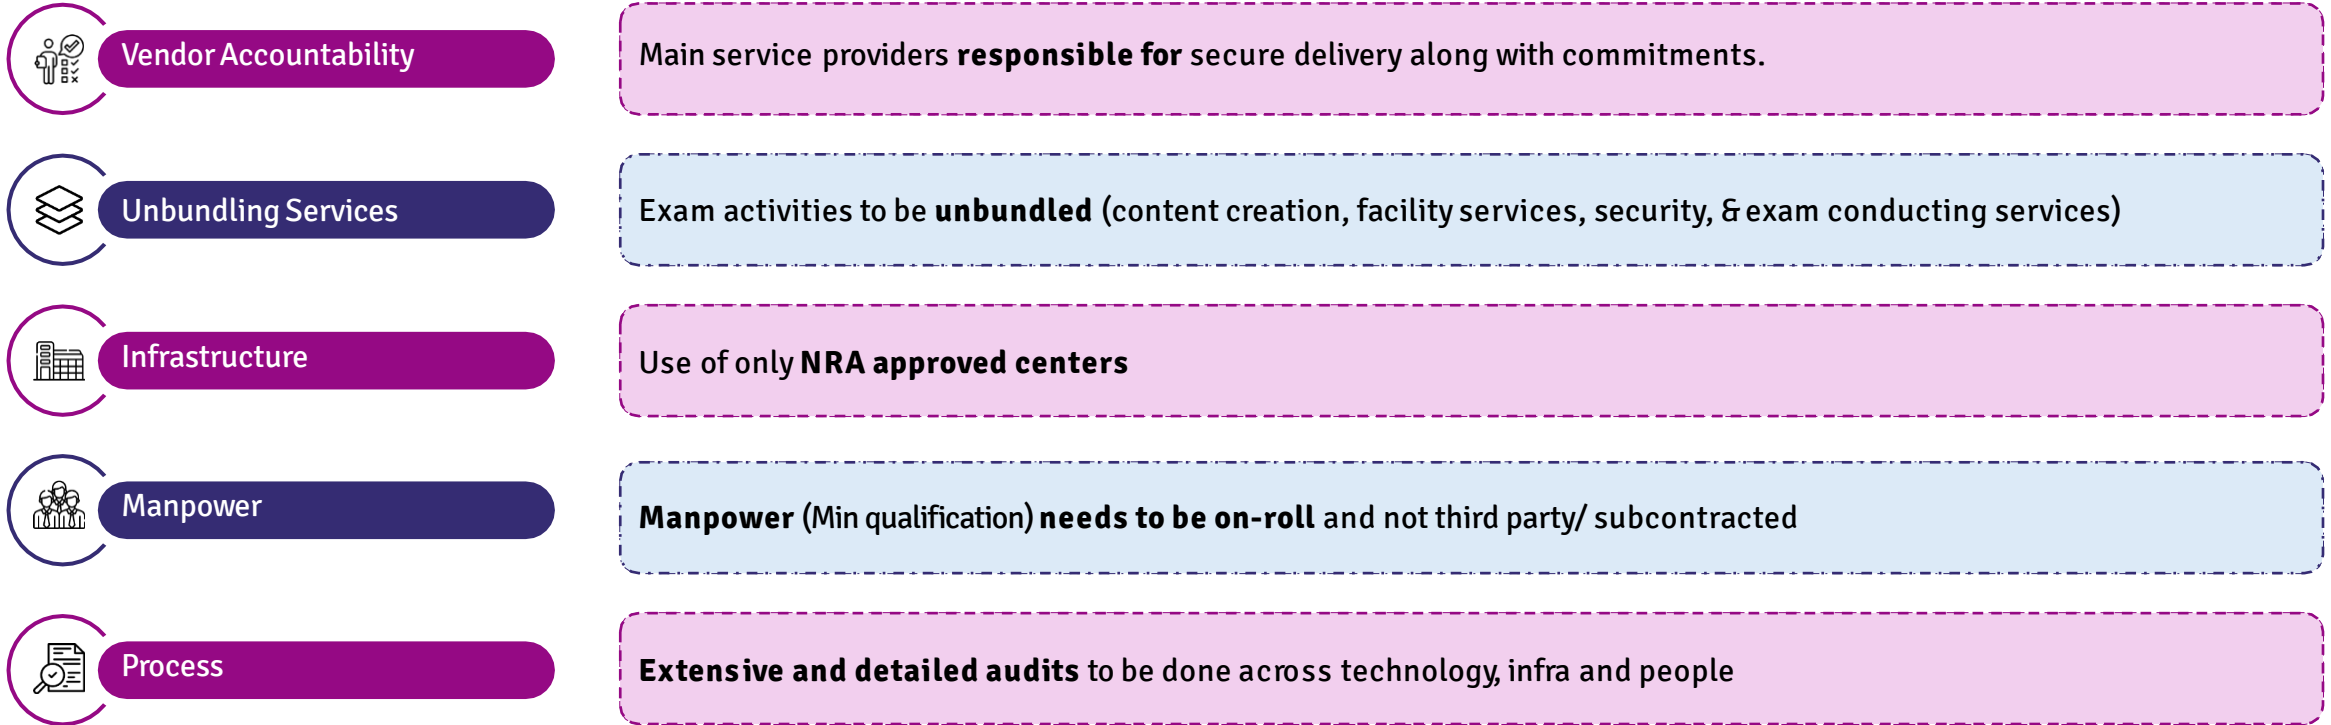 Vendor Accountability
Main service providers responsible for secure delivery along with commitments.
Unbundling Services
Exam activities to be unbundled (content creation, facility services, security, & exam conducting services)
Infrastructure
Use of only NRA approved centers
Manpower
Manpower (Min qualification) needs to be on-roll and not third party/ subcontracted
Process
Extensive and detailed audits to be done across technology, infra and people